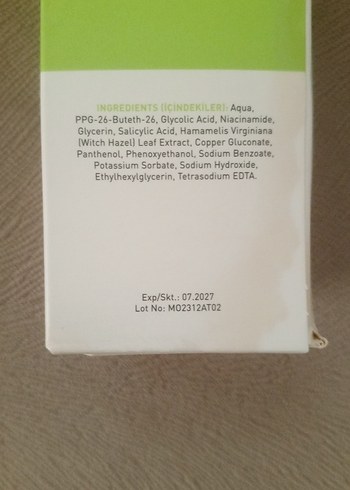 INGREDIENTS (İÇİNDEKİLER): Aqua,
PPG-26-Buteth-26, Glycolic Acid, Niacinamide,
Glycerin, Salicylic Acid, Hamamelis Virginiana
(Witch Hazel) Leaf Extract, Copper Gluconate,
Panthenol, Phenoxyethanol, Sodium Benzoate,
Potassium Sorbate, Sodium Hydroxide,
Ethylhexylglycerin, Tetrasodium EDTA.
Exp/Skt.: 07.2027
Lot No: MO2312AT02